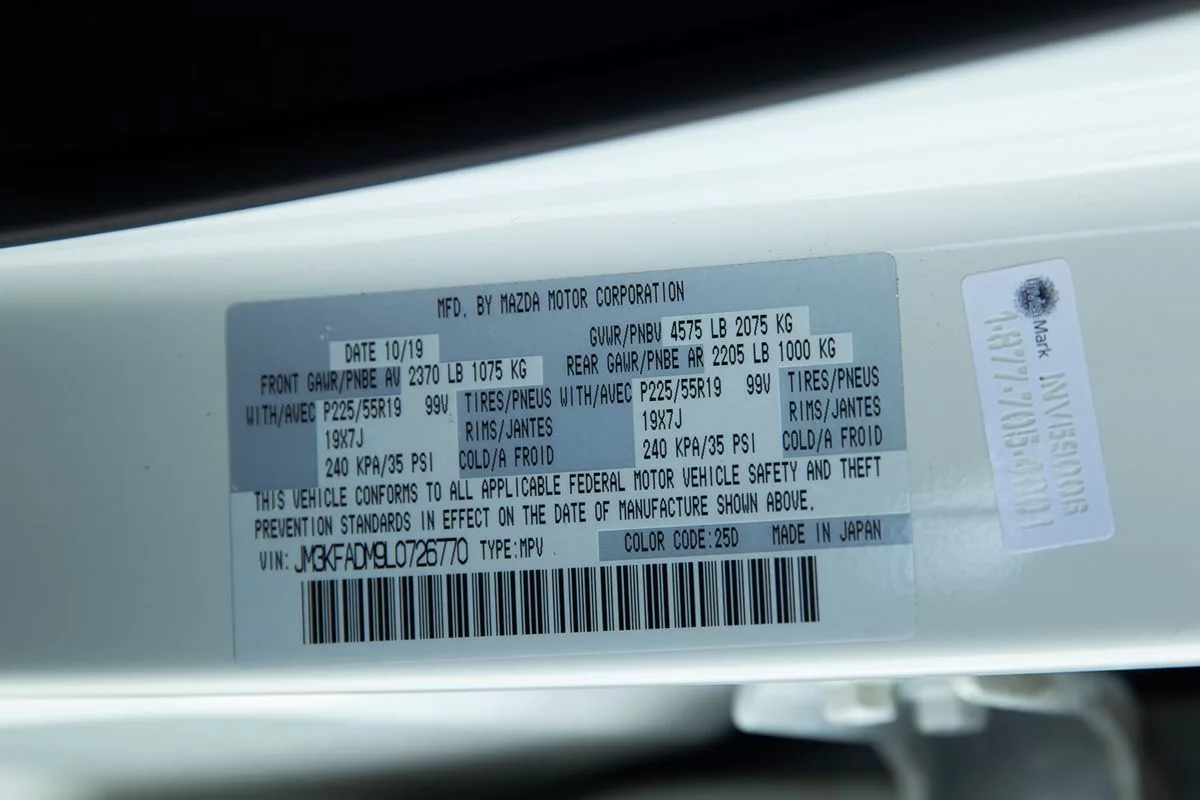 MFD. BY MAZDA MOTOR CORPORATION
DATE 10/19
GVWR/PNBV 4575 LB 2075 KG
FRONT GAWR/PNBE AV 2370 LB 1075 KG
REAR GAWR/PNBE AR 2205 LB 1000 KG
WITH/AVEC P225/55R19 99V TIRES/PNEUS
19X7J RIMS/JANTES
240 KPA/35 PSI COLD/A FROID
WITH/AVEC P225/55R19 99V TIRES/PNEUS
19X7J RIMS/JANTES
240 KPA/35 PSI COLD/A FROID
THIS VEHICLE CONFORMS TO ALL APPLICABLE FEDERAL MOTOR VEHICLE SAFETY AND THEFT
PREVENTION STANDARDS IN EFFECT ON THE DATE OF MANUFACTURE SHOWN ABOVE.
VIN: JM3KFADM9L0726770 TYPE:MPV COLOR CODE:25D MADE IN JAPAN
Mark